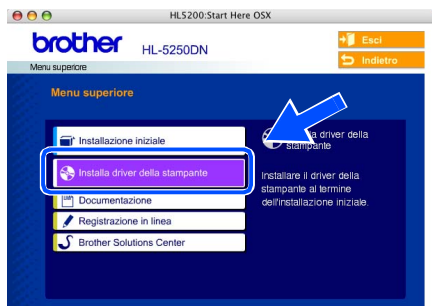 HL5200:Start Here OSX
brother
HL-5250DN
Esci
Indietro
Menu superiore
Menu superiore
Installazione iniziale
Installa driver della stampante
Documentazione
Registrazione in linea
Brother Solutions Center
driver della
stampante
Installare il driver della
stampante al termine
dell'installazione iniziale.